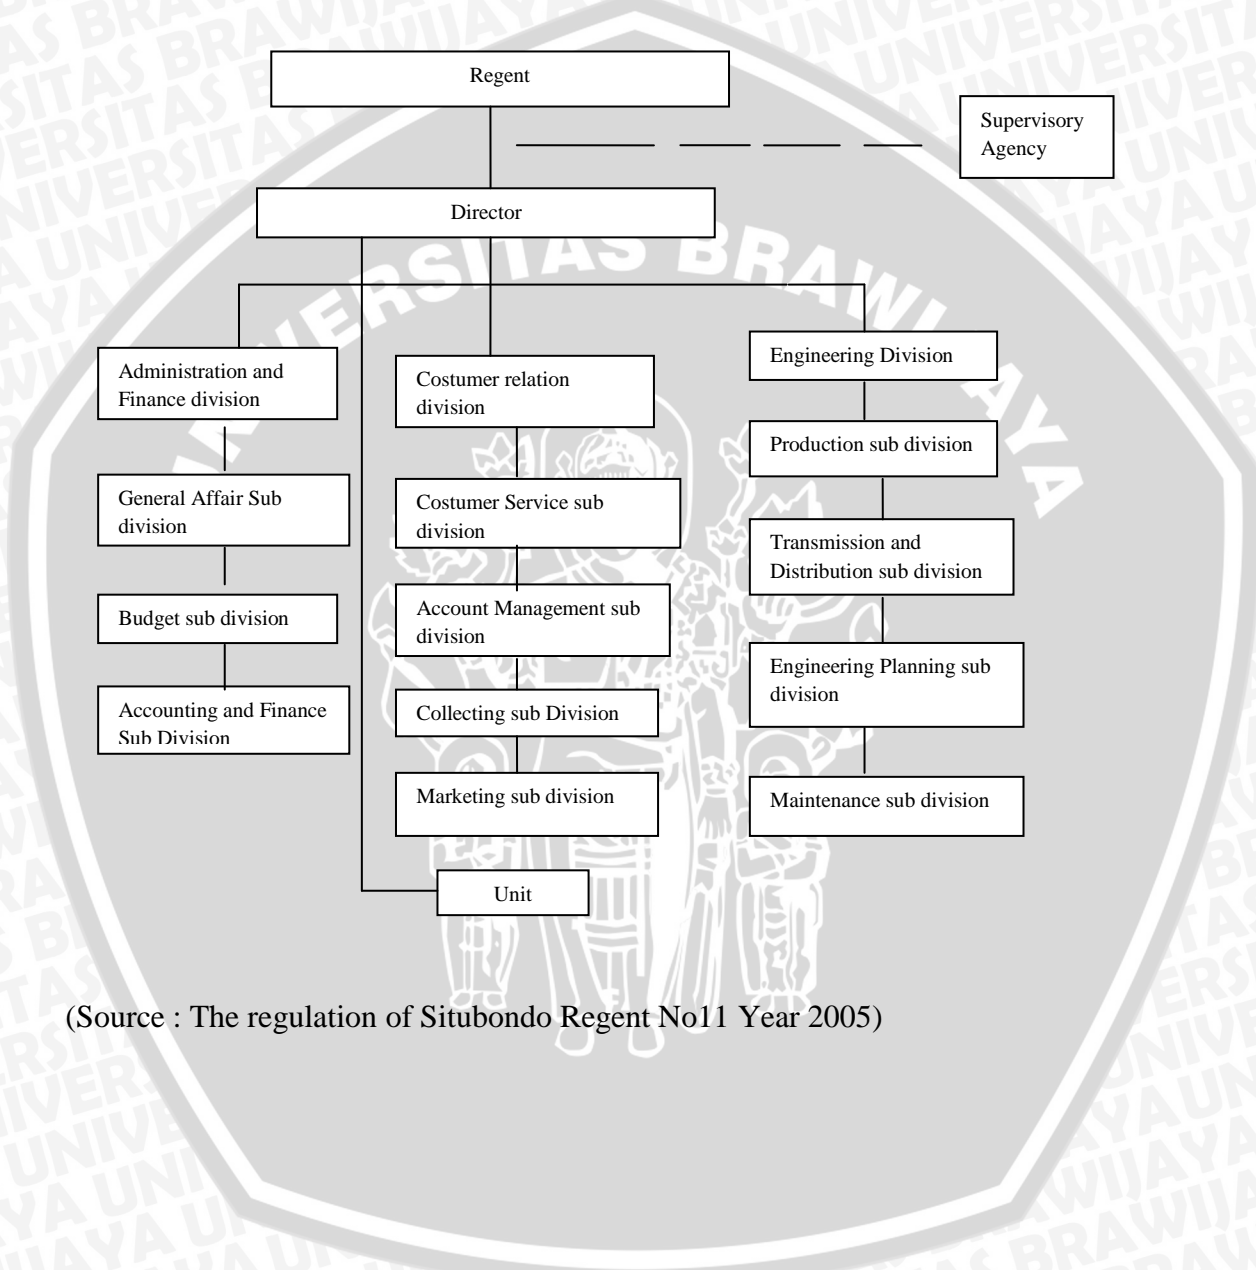 Regent
Supervisory
Agency
Director
Administration and
Finance division
General Affair Sub
division
Budget sub division
Accounting and Finance
Sub Division
Costumer relation
division
Costumer Service sub
division
Account Management sub
division
Collecting sub Division
Marketing sub division
Engineering Division
Production sub division
Transmission and
Distribution sub division
Engineering Planning sub
division
Maintenance sub division
Unit
(Source : The regulation of Situbondo Regent No11 Year 2005)
UNIVERSITAS BRAWIJAYA